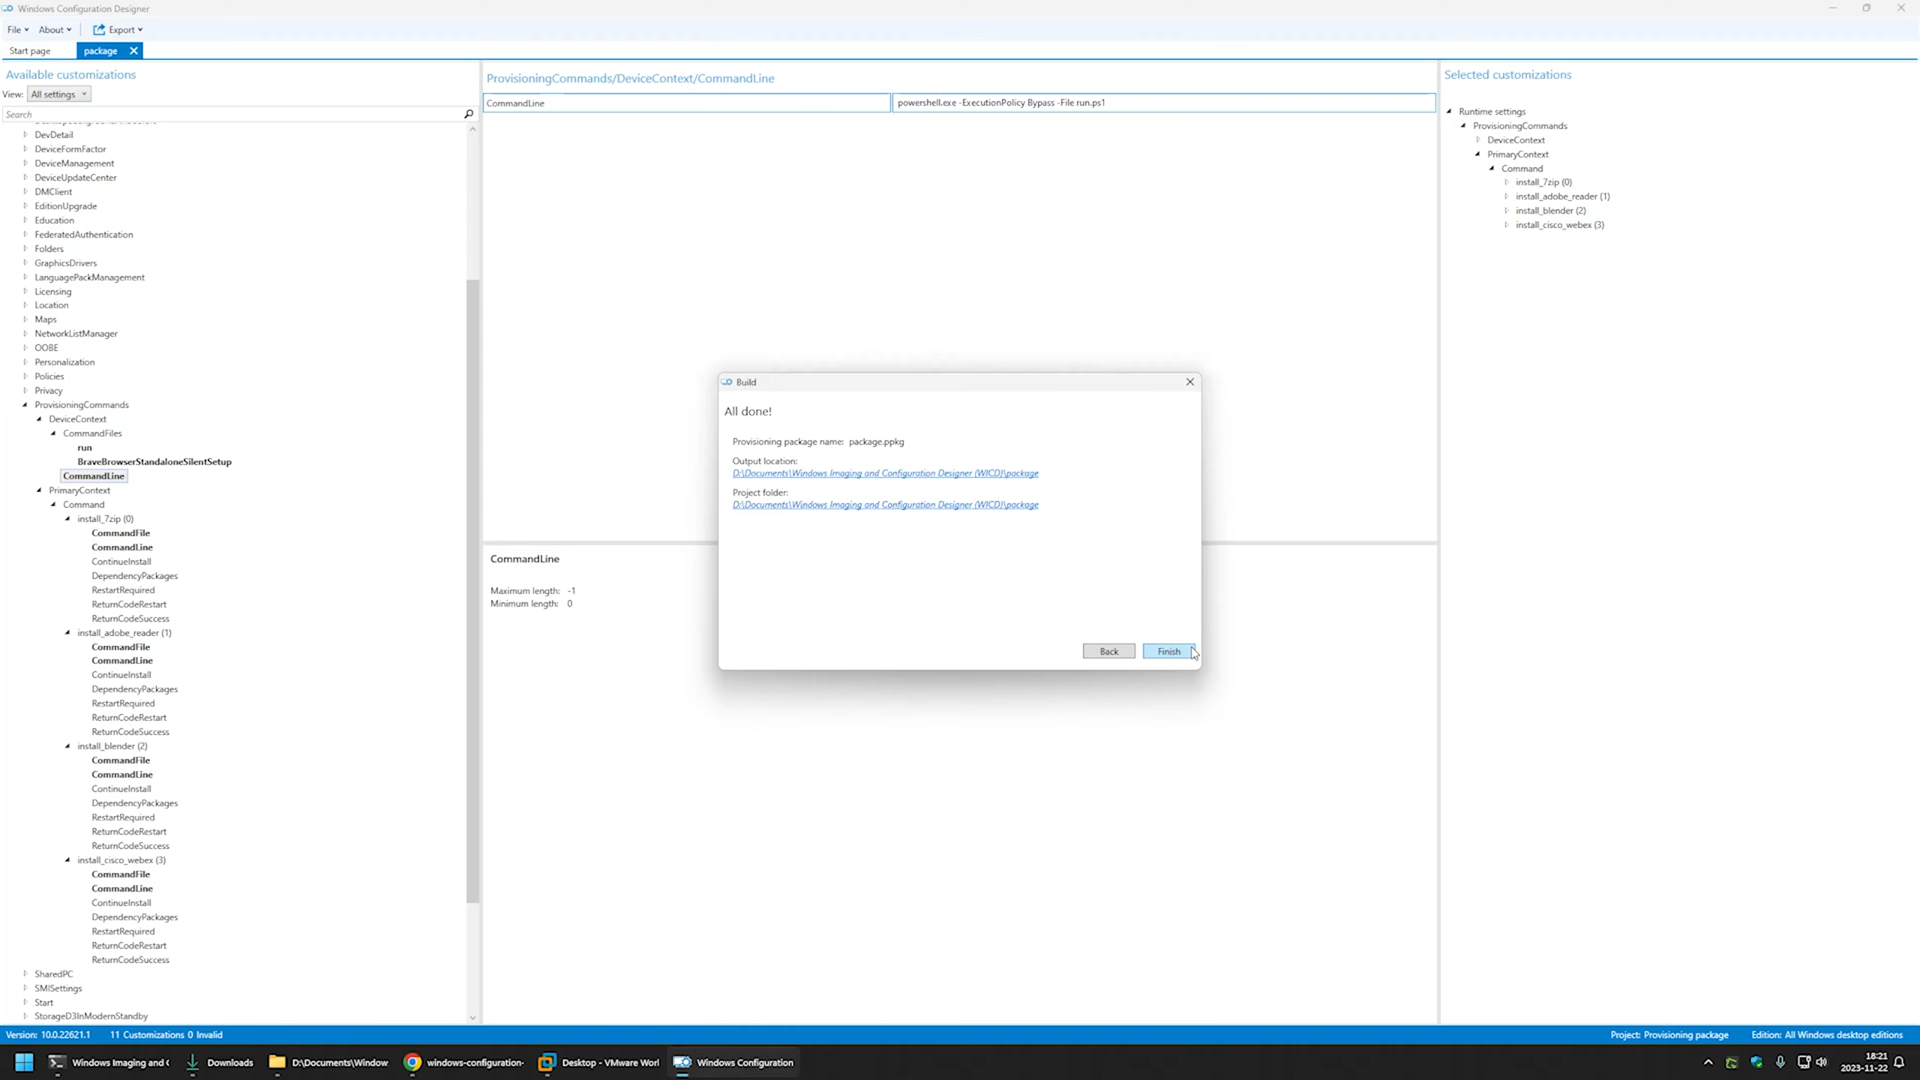 Windows Configuration Designer
File
About
Export
Start page
package
Available customizations
View: All settings
Search
DevDetail
DeviceFormFactor
DeviceManagement
DeviceUpdateCenter
DMClient
EditionUpgrade
Education
FederatedAuthentication
Folders
GraphicsDrivers
LanguagePackManagement
Licensing
Location
Maps
NetworkListManager
OOBE
Personalization
Policies
Privacy
ProvisioningCommands
DeviceContext
CommandFiles
run
BraveBrowserStandaloneSilentSetup
CommandLine
PrimaryContext
Command
install_7zip (0)
CommandFile
CommandLine
ContinueInstall
DependencyPackages
RestartRequired
ReturnCodeRestart
ReturnCodeSuccess
install_adobe_reader (1)
CommandFile
CommandLine
ContinueInstall
DependencyPackages
RestartRequired
ReturnCodeRestart
ReturnCodeSuccess
install_blender (2)
CommandFile
CommandLine
ContinueInstall
DependencyPackages
RestartRequired
ReturnCodeRestart
ReturnCodeSuccess
install_cisco_webex (3)
CommandFile
CommandLine
ContinueInstall
DependencyPackages
RestartRequired
ReturnCodeRestart
ReturnCodeSuccess
SharedPC
SMISettings
Start
StorageD3InModernStandby
ProvisioningCommands/DeviceContext/CommandLine
CommandLine
powershell.exe -ExecutionPolicy Bypass -File run.ps1
CommandLine
Maximum length: -1
Minimum length: 0
Build
All done!
Provisioning package name: package.ppkg
Output location:
D:\Documents\Windows Imaging and Configuration Designer (WICD)\package
Project folder:
D:\Documents\Windows Imaging and Configuration Designer (WICD)\package
Back
Finish
Selected customizations
Runtime settings
ProvisioningCommands
DeviceContext
PrimaryContext
Command
install_7zip (0)
install_adobe_reader (1)
install_blender (2)
install_cisco_webex (3)
Version: 10.0.22621.1
11 Customizations 0 Invalid
Project: Provisioning package
Edition: All Windows desktop editions
Windows Imaging and C
Downloads
D:\Documents\Window
windows-configuration-
Desktop - VMware Worl
Windows Configuration
18:21
2023-11-22